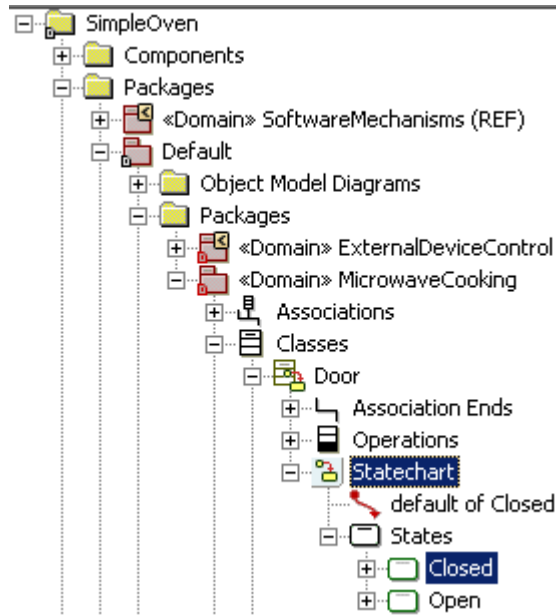 SimpleOven
Components
Packages
«Domain» SoftwareMechanisms (REF)
Default
Object Model Diagrams
Packages
«Domain» ExternalDeviceControl
«Domain» MicrowaveCooking
Associations
Classes
Door
Association Ends
Operations
Statechart
default of Closed
States
Closed
Open